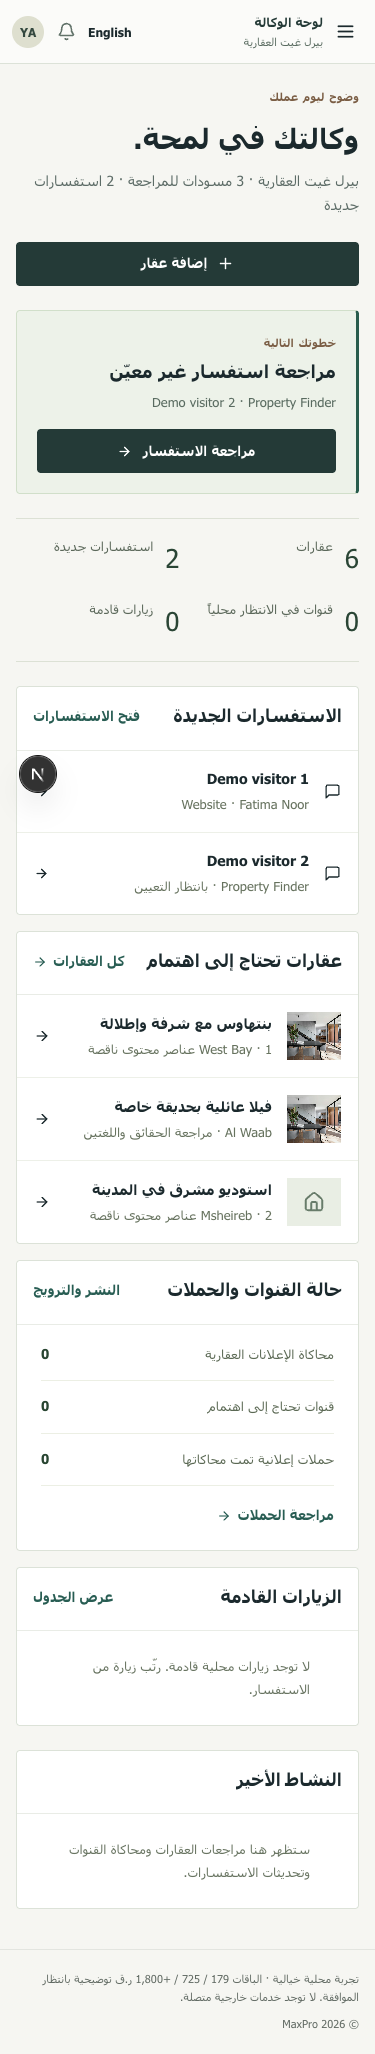 لوحة الوكالة
بيرل غيت العقارية
English
YA
وضوح ليوم عملك
وكالتك في لمحة.
بيرل غيت العقارية · 3 مسودات للمراجعة · 2 استفسارات
جديدة
إضافة عقار
خطوتك التالية
مراجعة استفسار غير معيّن
Demo visitor 2 · Property Finder
مراجعة الاستفسار
6 عقارات
2 استفسارات جديدة
0 قنوات في الانتظار محلياً
0 زيارات قادمة
الاستفسارات الجديدة
فتح الاستفسارات
Demo visitor 1
Website · Fatima Noor
N
Demo visitor 2
Property Finder · بانتظار التعيين
عقارات تحتاج إلى اهتمام
كل العقارات
بنتهاوس مع شرفة وإطلالة
West Bay · 1 عناصر محتوى ناقصة
فيلا عائلية بحديقة خاصة
Al Waab · مراجعة الحقائق واللغتين
استوديو مشرق في المدينة
Msheireb · 2 عناصر محتوى ناقصة
حالة القنوات والحملات
النشر والترويج
محاكاة الإعلانات العقارية 0
قنوات تحتاج إلى اهتمام 0
حملات إعلانية تمت محاكاتها 0
مراجعة الحملات
الزيارات القادمة
عرض الجدول
لا توجد زيارات محلية قادمة. رتّب زيارة من
الاستفسار.
النشاط الأخير
ستظهر هنا مراجعات العقارات ومحاكاة القنوات
وتحديثات الاستفسارات.
تجربة محلية خيالية · الباقات 179 / 725 / +1,800 ر.ق توضيحية بانتظار
الموافقة. لا توجد خدمات خارجية متصلة.
© 2026 MaxPro